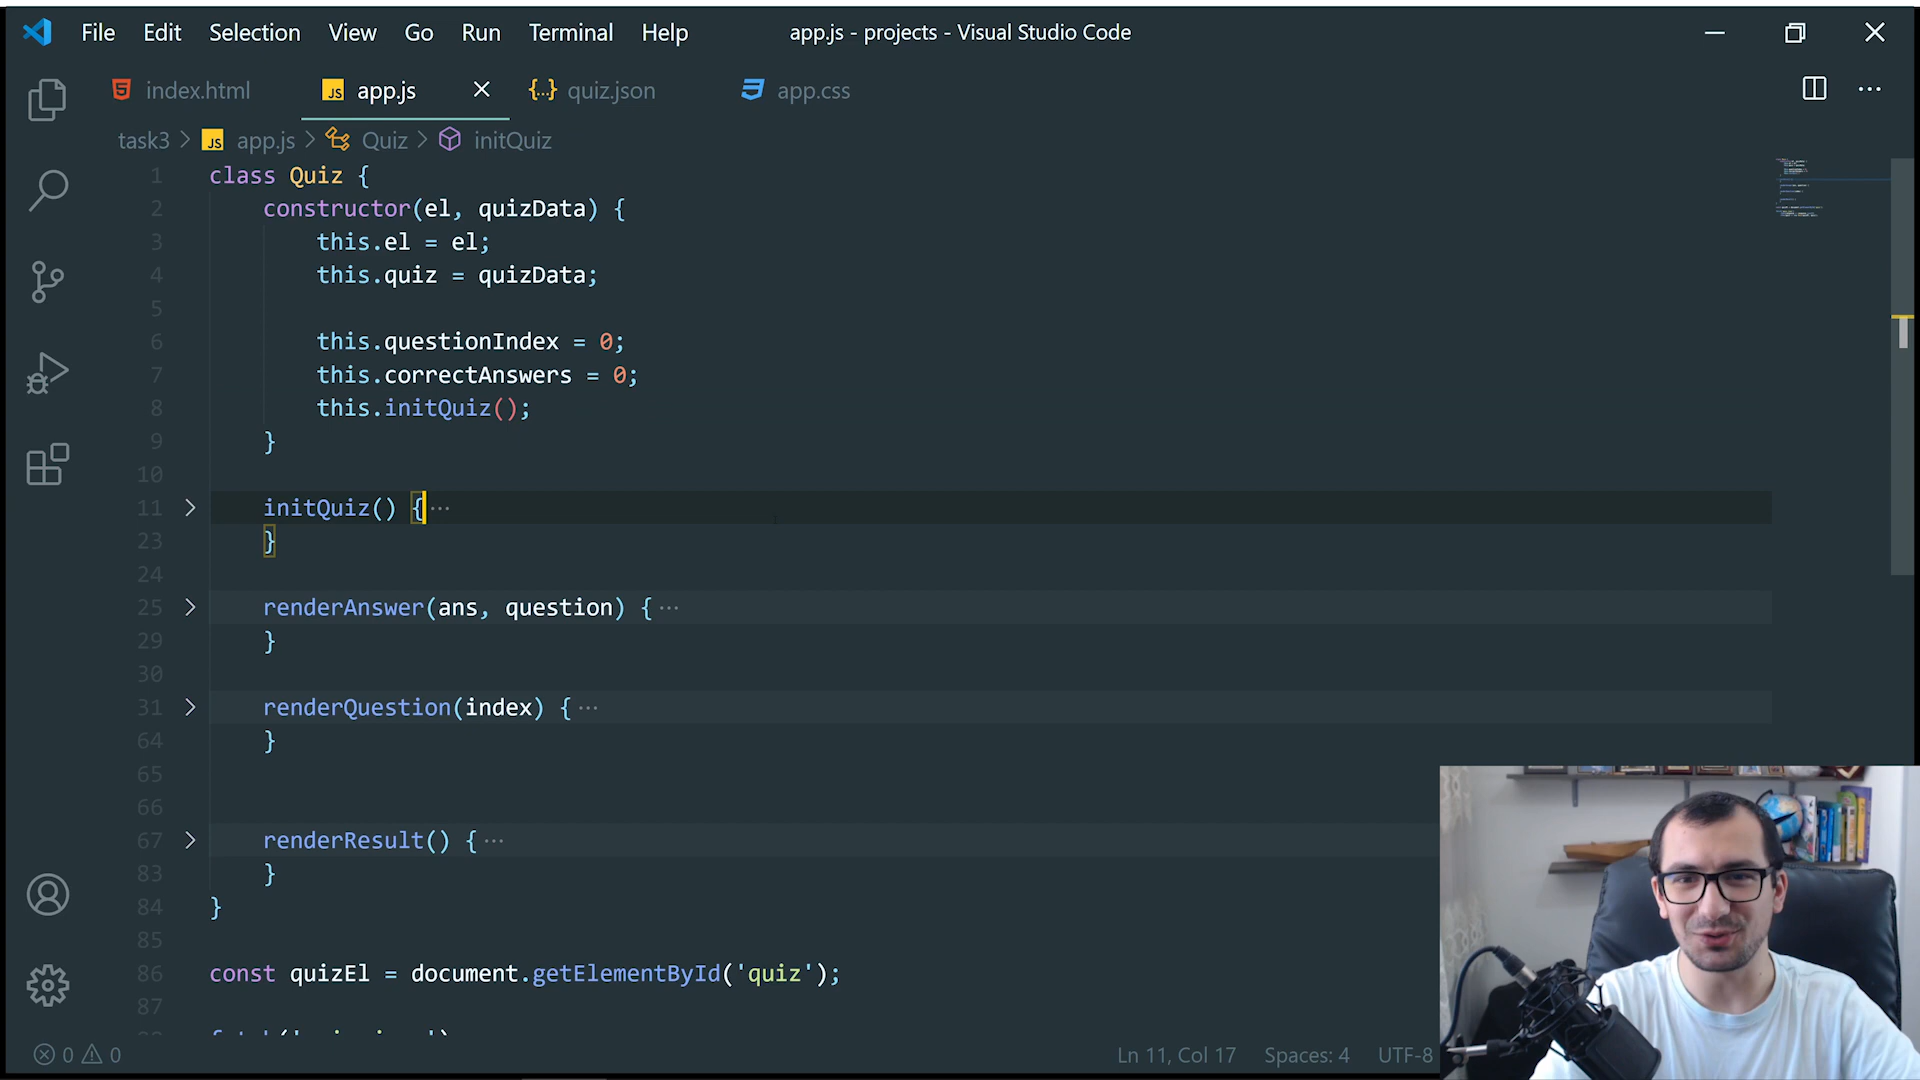 File Edit Selection View Go Run Terminal Help app.js - projects - Visual Studio Code
index.html JS app.js {..} quiz.json app.css
task3 > JS app.js > Quiz > initQuiz
1 class Quiz {
2 constructor(el, quizData) {
3 this.el = el;
4 this.quiz = quizData;
5
6 this.questionIndex = 0;
7 this.correctAnswers = 0;
8 this.initQuiz();
9 }
10
11 initQuiz() {···
23 }
24
25 renderAnswer(ans, question) {···
29 }
30
31 renderQuestion(index) {···
64 }
65
66
67 renderResult() {···
83 }
84 }
85
86 const quizEl = document.getElementById('quiz');
87
0 0 Ln 11, Col 17 Spaces: 4 UTF-8